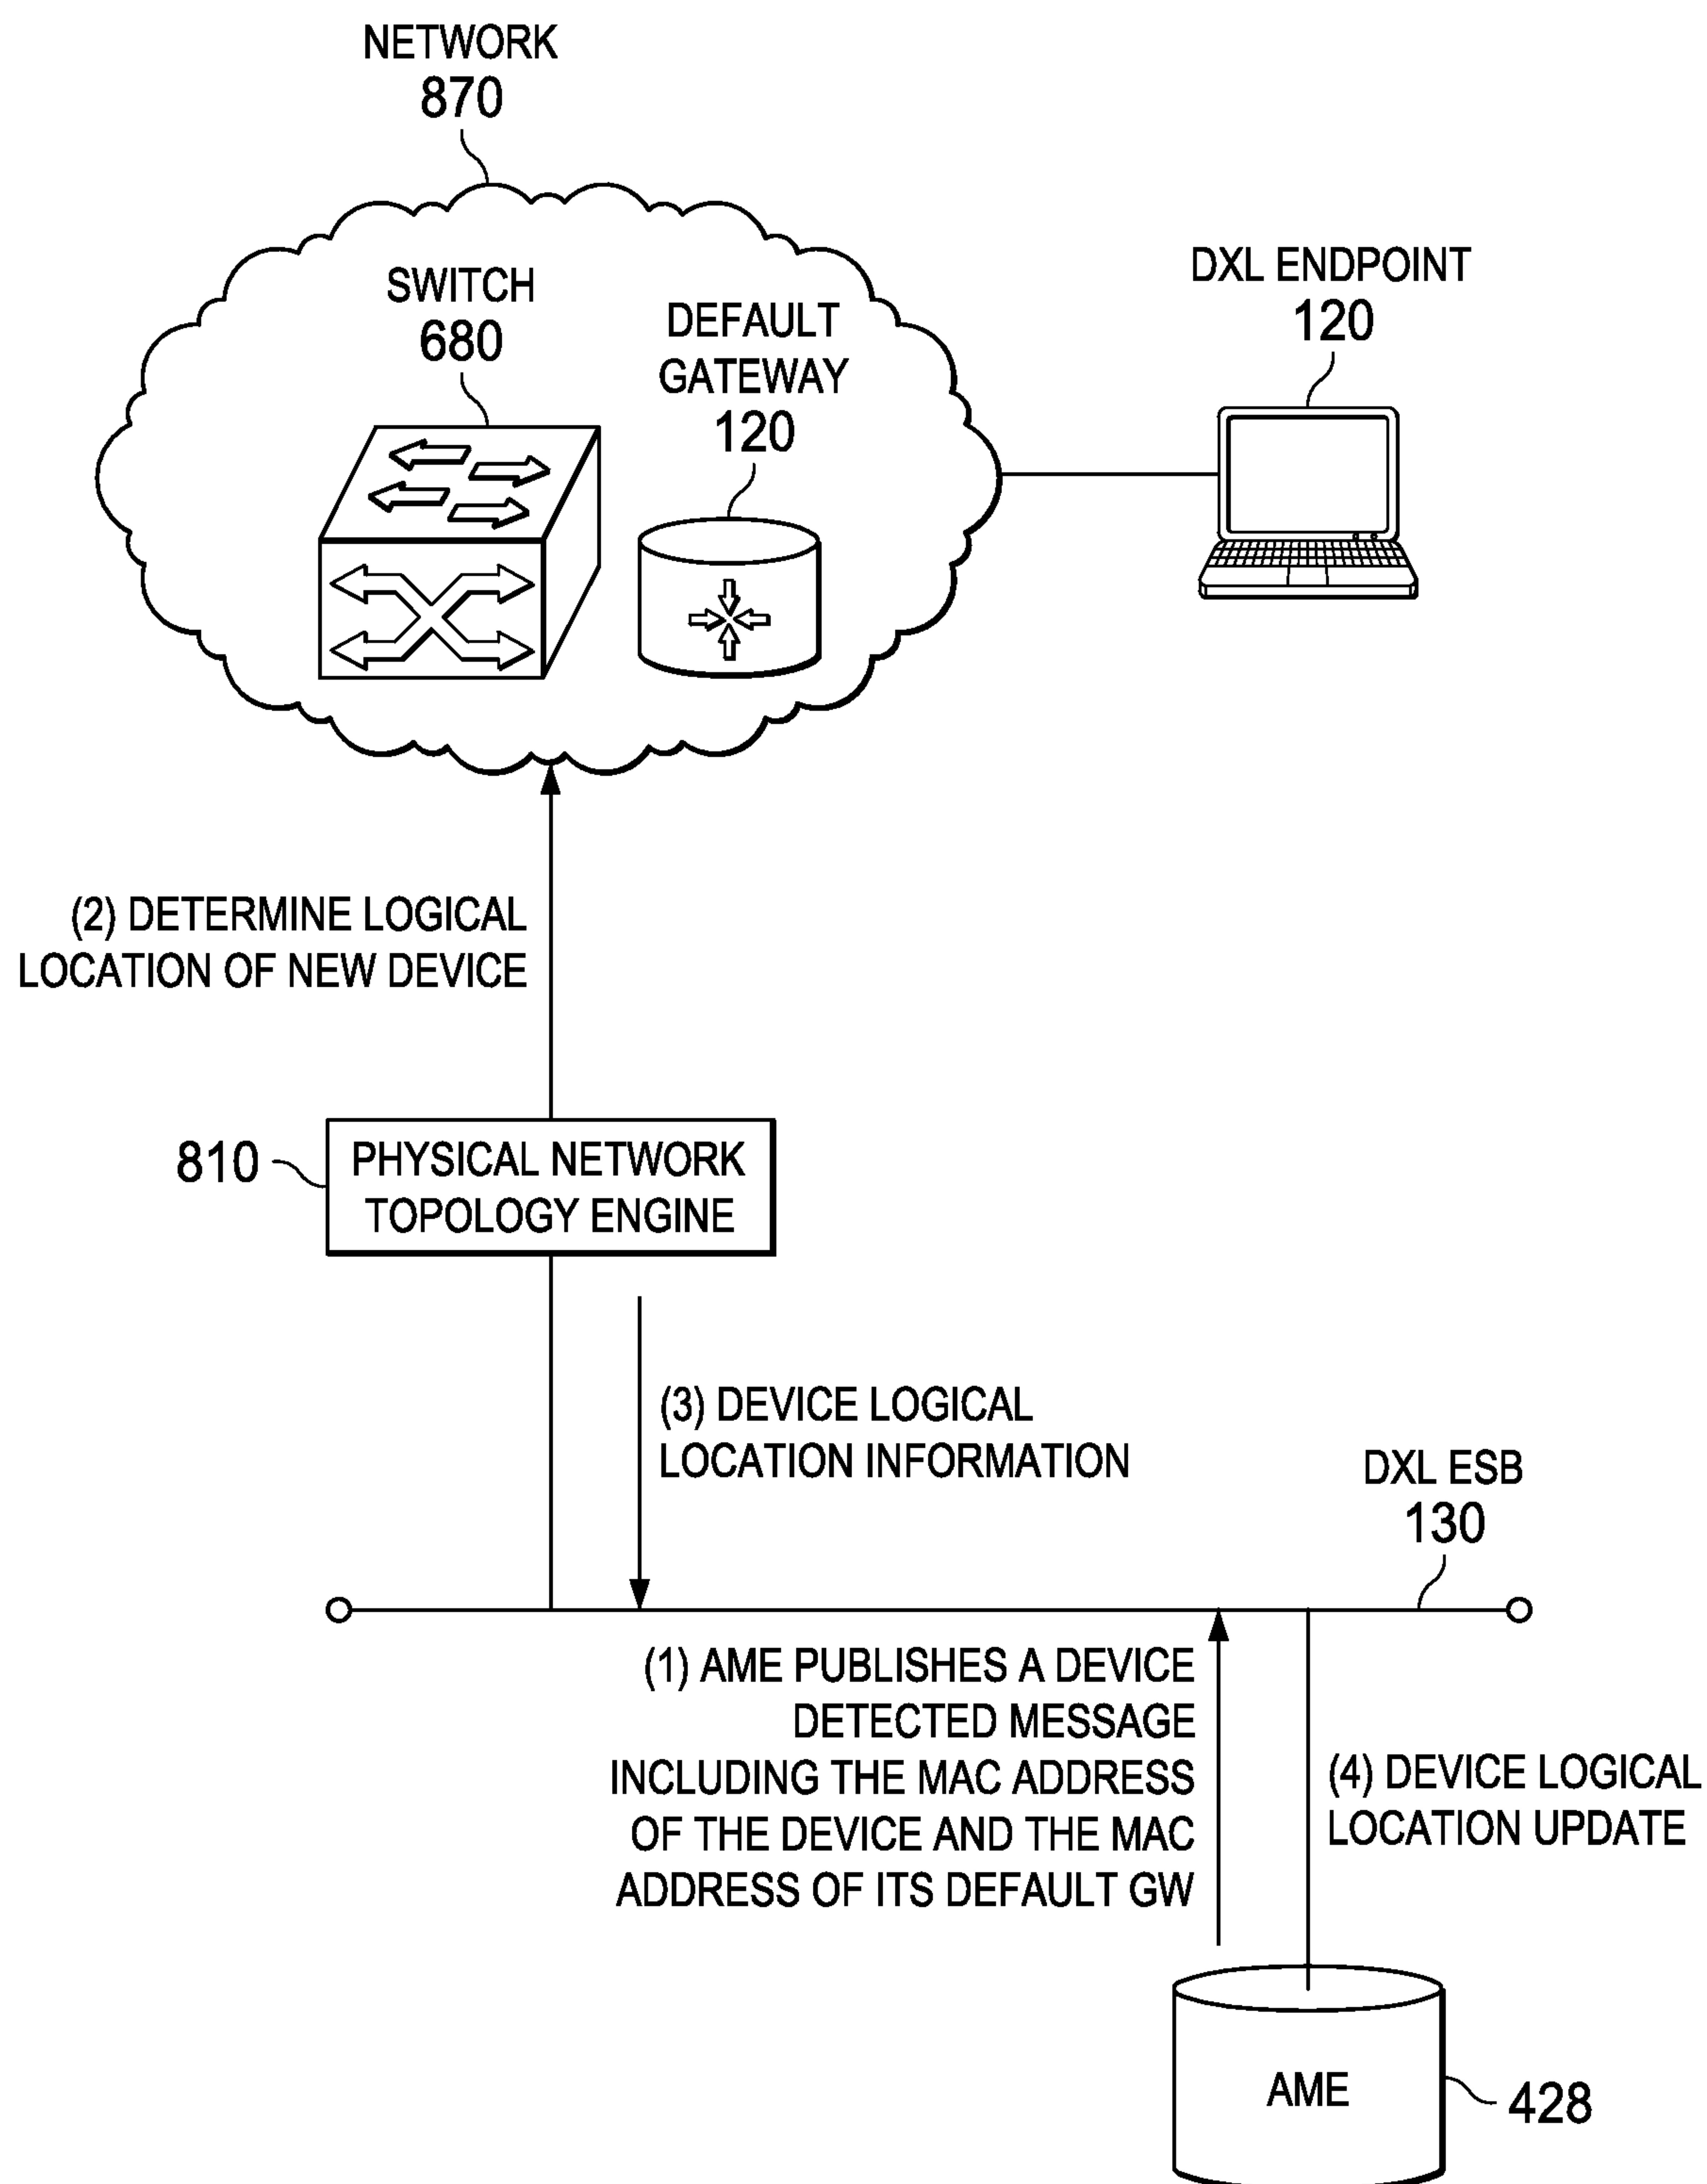 NETWORK
870
SWITCH
680
DEFAULT
GATEWAY
120
DXL ENDPOINT
120
(2) DETERMINE LOGICAL
LOCATION OF NEW DEVICE
810
PHYSICAL NETWORK
TOPOLOGY ENGINE
(3) DEVICE LOGICAL
LOCATION INFORMATION
DXL ESB
130
(1) AME PUBLISHES A DEVICE
DETECTED MESSAGE
INCLUDING THE MAC ADDRESS
OF THE DEVICE AND THE MAC
ADDRESS OF ITS DEFAULT GW
(4) DEVICE LOGICAL
LOCATION UPDATE
AME
428